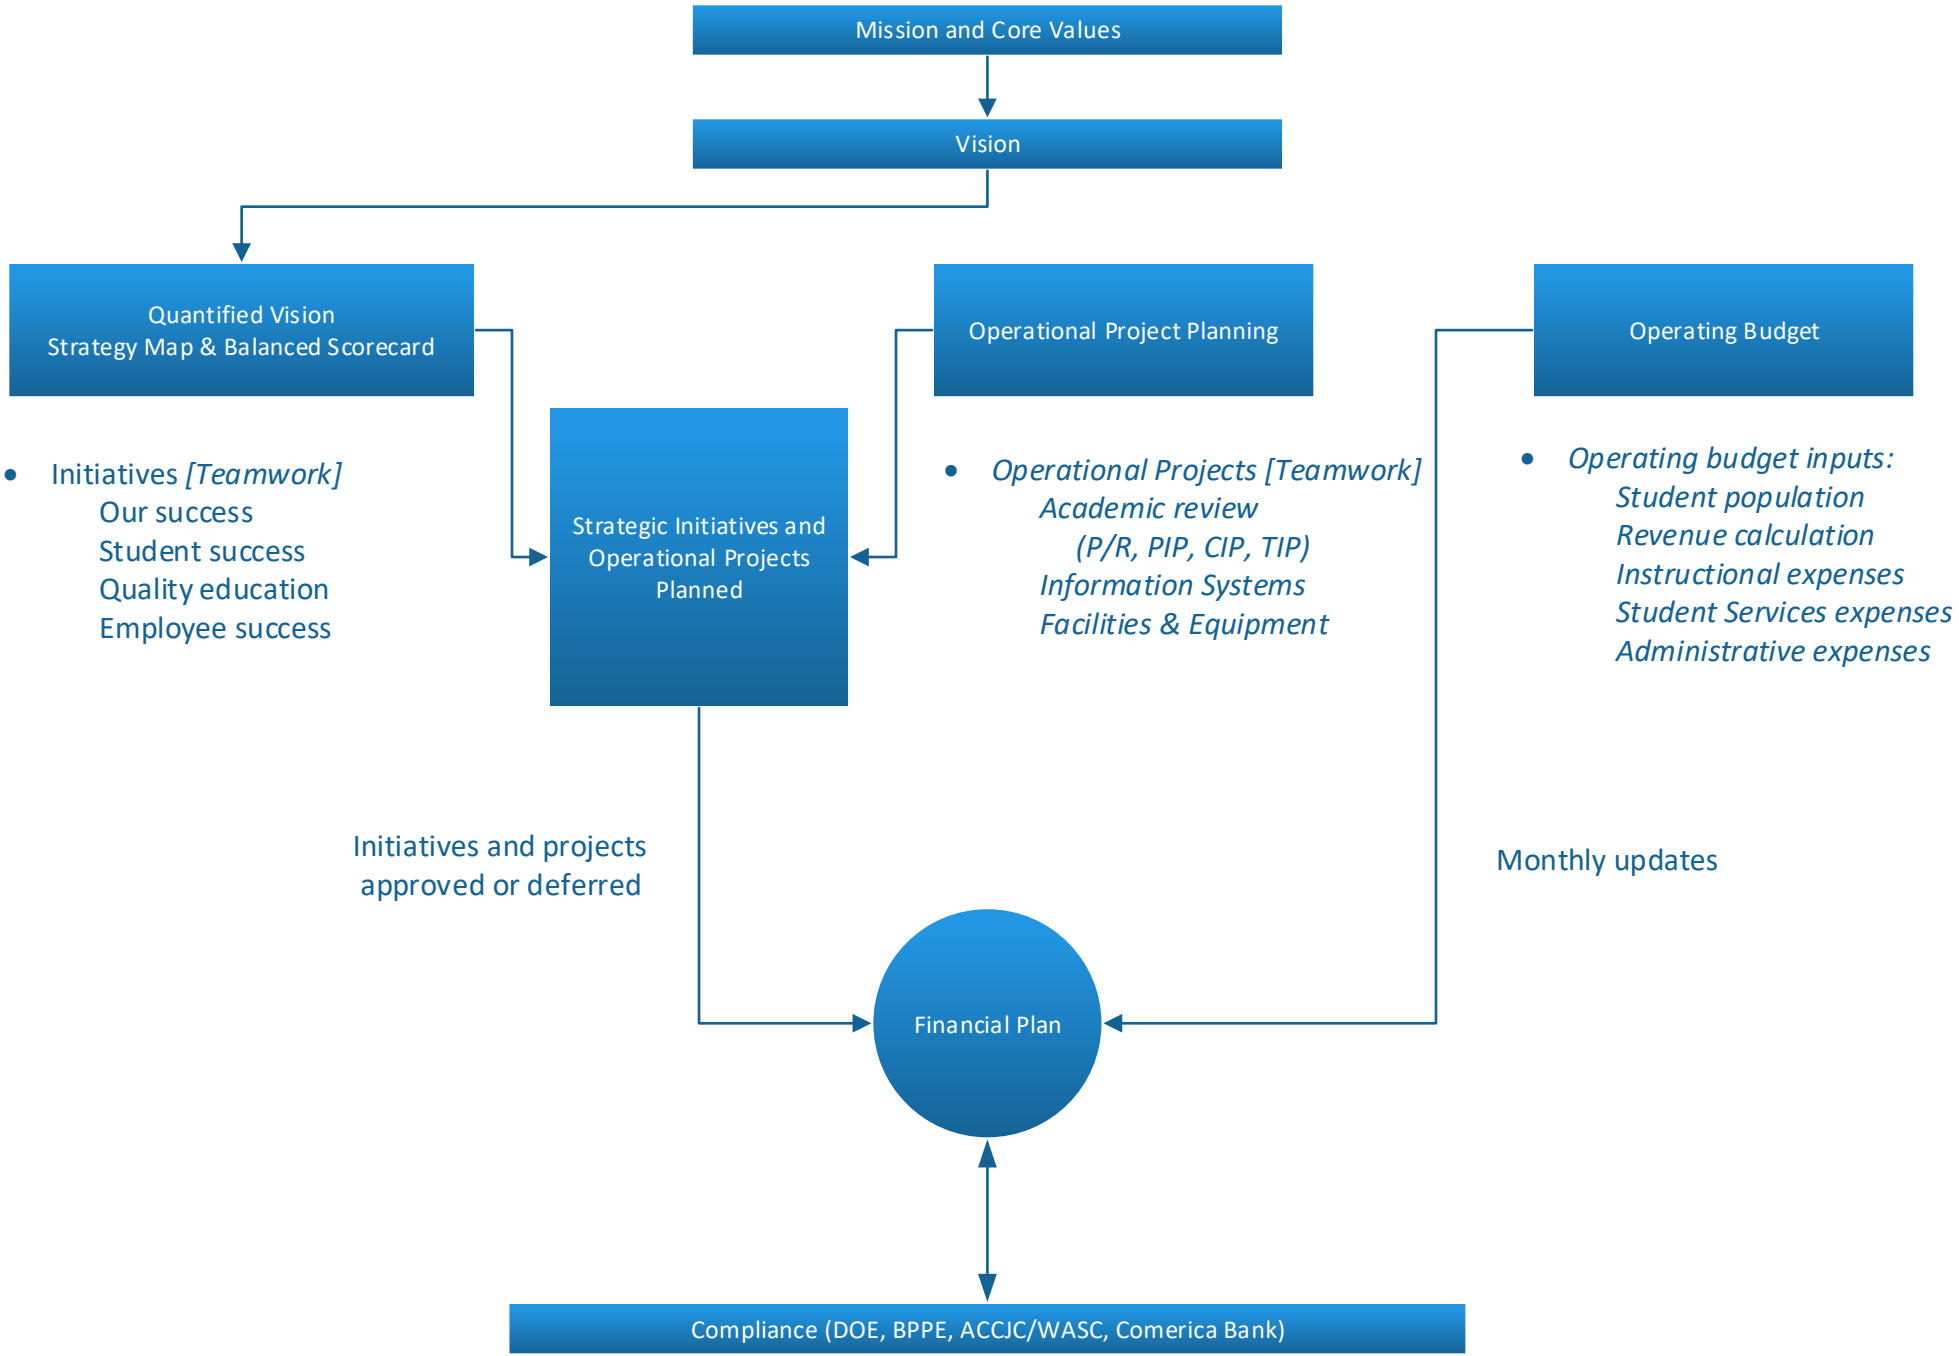 Mission and Core Values
Vision
Quantified Vision
Strategy Map & Balanced Scorecard
Operational Project Planning
Operating Budget
• Initiatives [Teamwork]
Our success
Student success
Quality education
Employee success
Strategic Initiatives and
Operational Projects
Planned
• Operational Projects [Teamwork]
Academic review
(P/R, PIP, CIP, TIP)
Information Systems
Facilities & Equipment
• Operating budget inputs:
Student population
Revenue calculation
Instructional expenses
Student Services expenses
Administrative expenses
Initiatives and projects
approved or deferred
Monthly updates
Financial Plan
Compliance (DOE, BPPE, ACCJC/WASC, Comerica Bank)